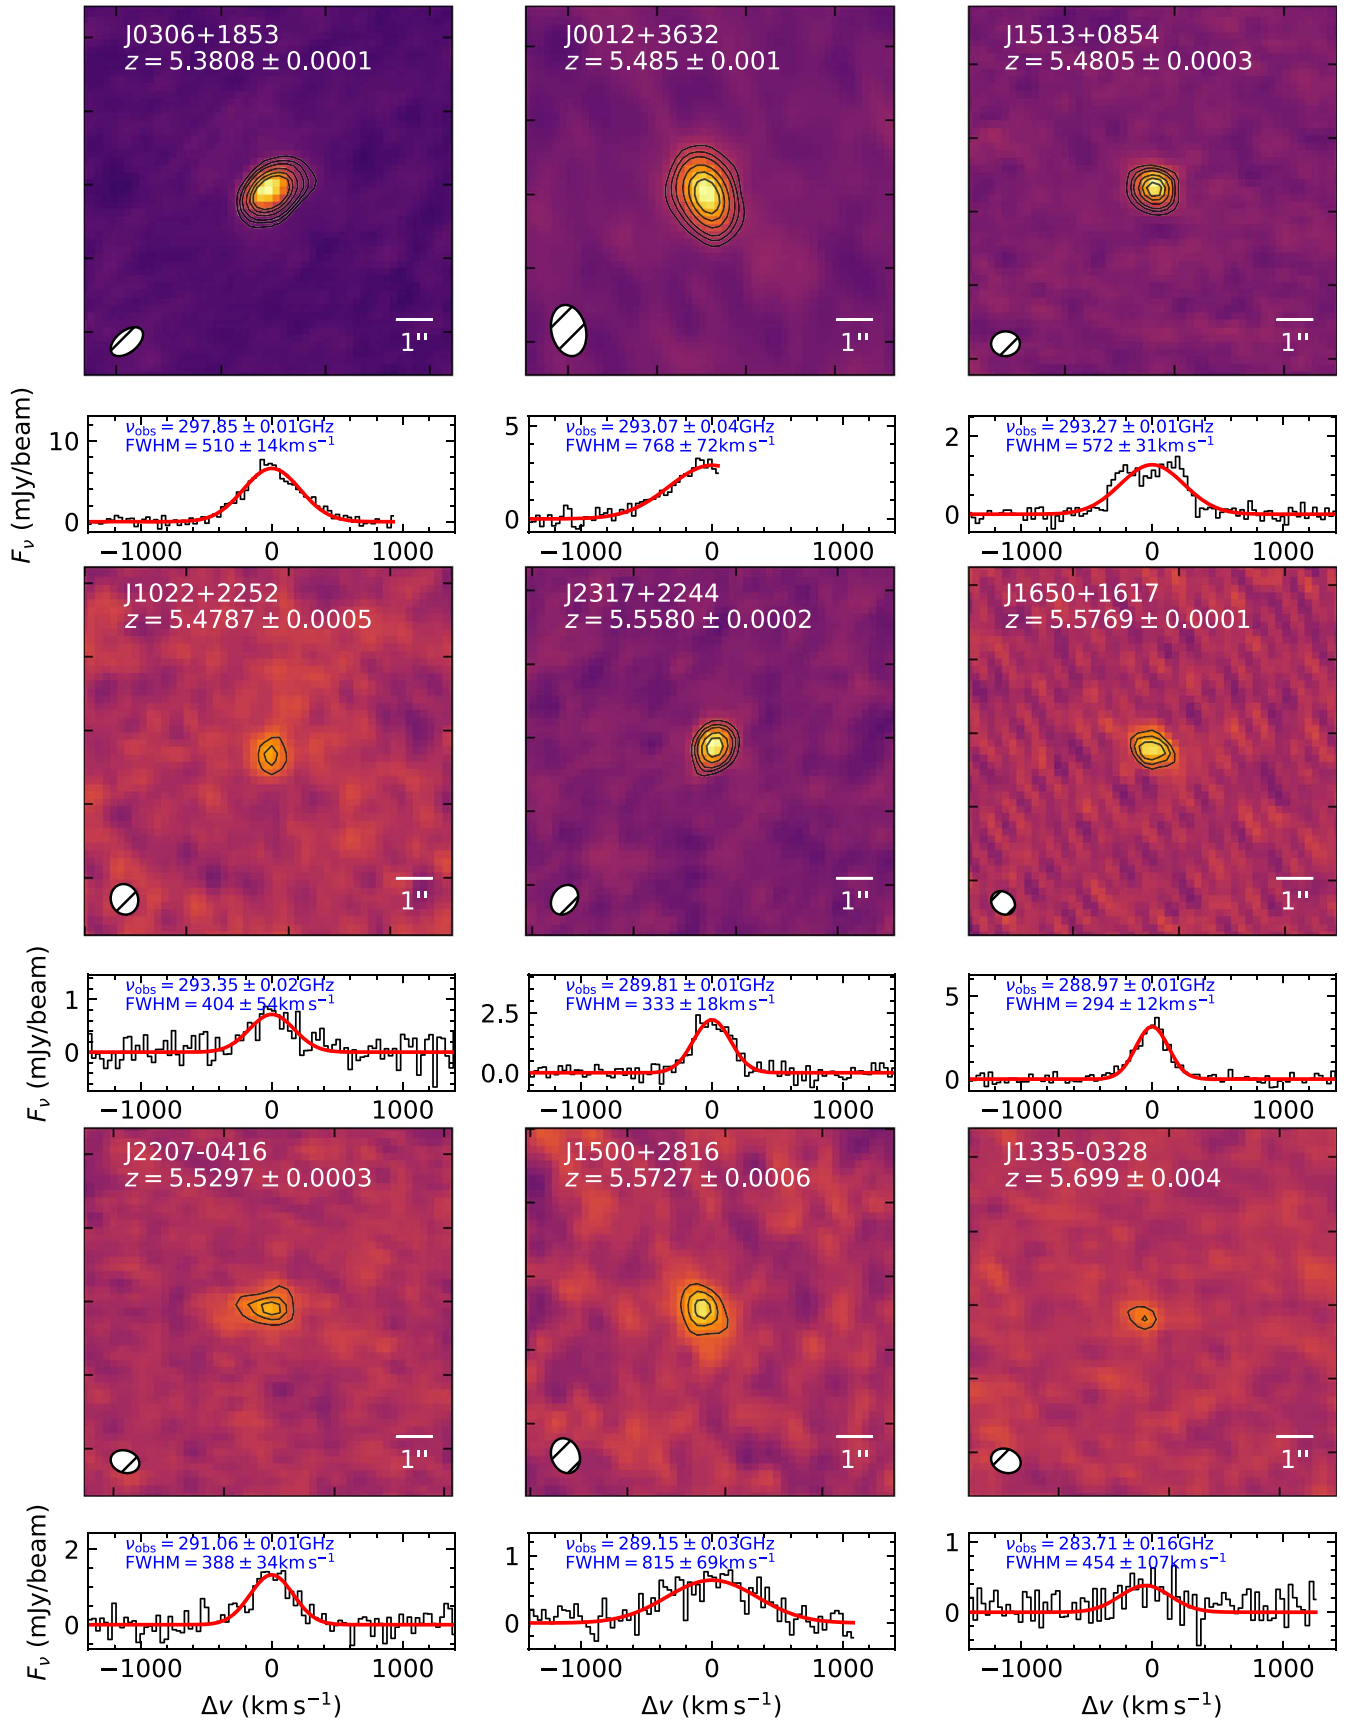 J0306+1853
z = 5.3808 ± 0.0001
1"
J0012+3632
z = 5.485 ± 0.001
1"
J1513+0854
z = 5.4805 ± 0.0003
1"
F_ν (mJy/beam)
10
0
ν_obs = 297.85 ± 0.01GHz
FWHM = 510 ± 14km s⁻¹
−1000 0 1000
5
0
ν_obs = 293.07 ± 0.04GHz
FWHM = 768 ± 72km s⁻¹
−1000 0 1000
2
0
ν_obs = 293.27 ± 0.01GHz
FWHM = 572 ± 31km s⁻¹
−1000 0 1000
J1022+2252
z = 5.4787 ± 0.0005
1"
J2317+2244
z = 5.5580 ± 0.0002
1"
J1650+1617
z = 5.5769 ± 0.0001
1"
F_ν (mJy/beam)
1
0
ν_obs = 293.35 ± 0.02GHz
FWHM = 404 ± 54km s⁻¹
−1000 0 1000
2.5
0.0
ν_obs = 289.81 ± 0.01GHz
FWHM = 333 ± 18km s⁻¹
−1000 0 1000
5
0
ν_obs = 288.97 ± 0.01GHz
FWHM = 294 ± 12km s⁻¹
−1000 0 1000
J2207-0416
z = 5.5297 ± 0.0003
1"
J1500+2816
z = 5.5727 ± 0.0006
1"
J1335-0328
z = 5.699 ± 0.004
1"
F_ν (mJy/beam)
2
0
ν_obs = 291.06 ± 0.01GHz
FWHM = 388 ± 34km s⁻¹
−1000 0 1000
Δv (km s⁻¹)
1
0
ν_obs = 289.15 ± 0.03GHz
FWHM = 815 ± 69km s⁻¹
−1000 0 1000
Δv (km s⁻¹)
1
0
ν_obs = 283.71 ± 0.16GHz
FWHM = 454 ± 107km s⁻¹
−1000 0 1000
Δv (km s⁻¹)